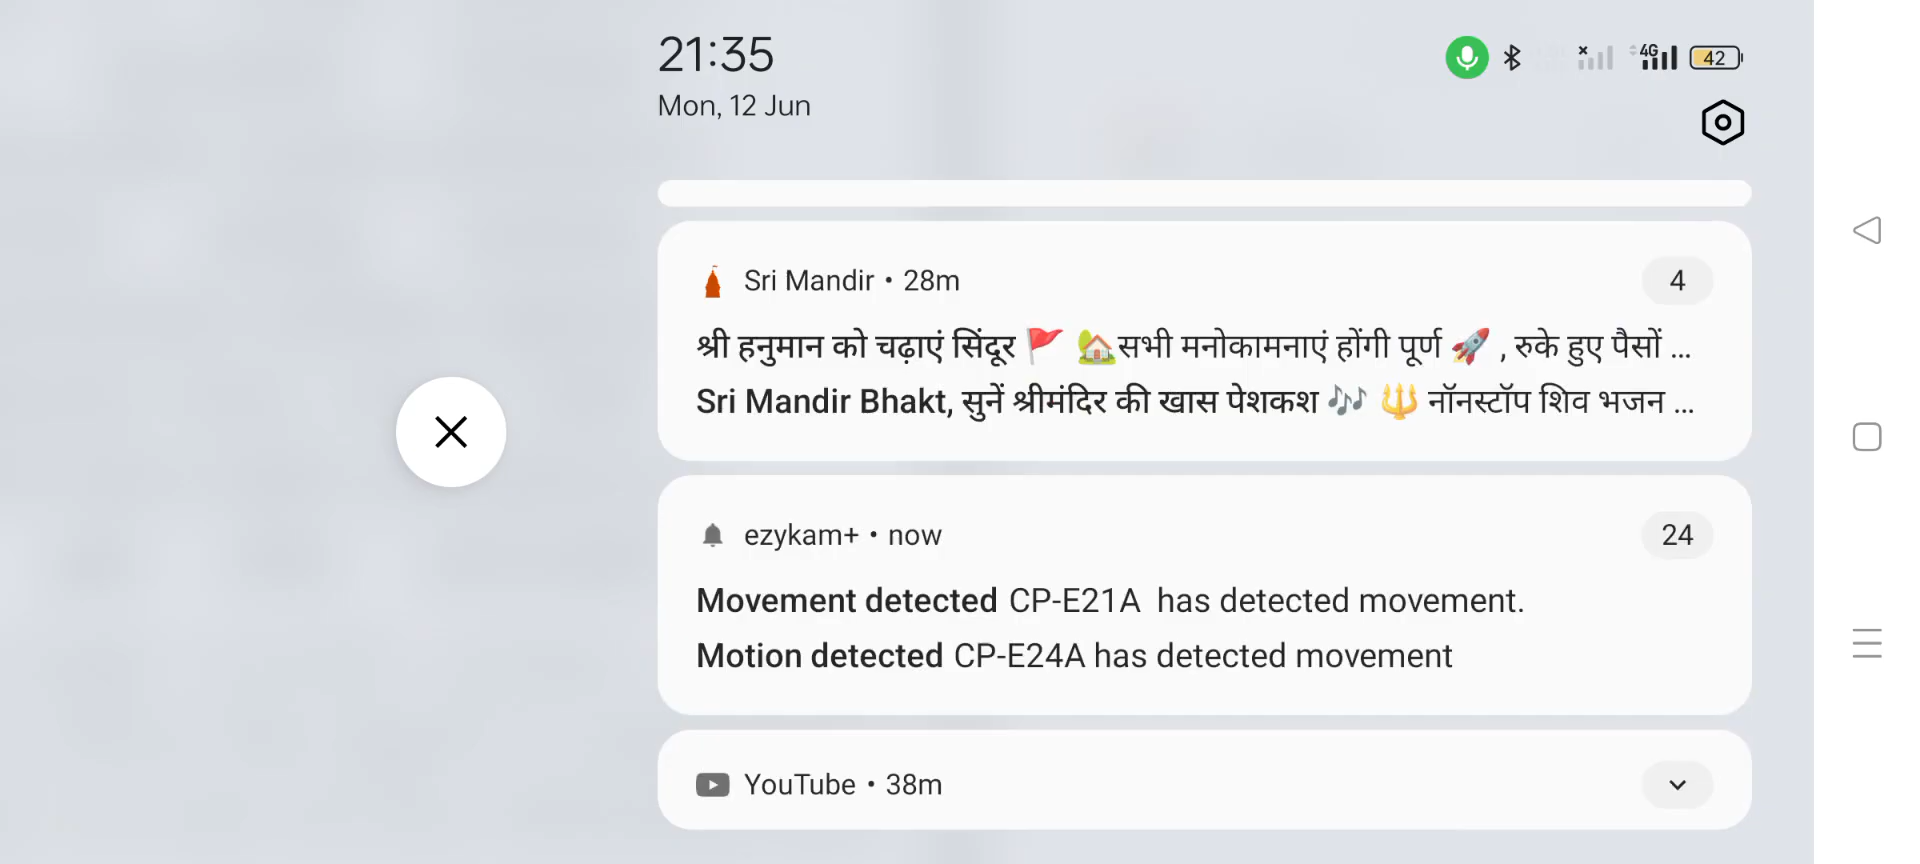 21:35
Mon, 12 Jun
4G
42
Sri Mandir • 28m
4
श्री हनुमान को चढ़ाएं सिंदूर 🚩 🏡सभी मनोकामनाएं होंगी पूर्ण 🚀 , रुके हुए पैसों ...
Sri Mandir Bhakt, सुनें श्रीमंदिर की खास पेशकश 🎶 🔱 नॉनस्टॉप शिव भजन ...
ezykam+ • now
24
Movement detected CP-E21A has detected movement.
Motion detected CP-E24A has detected movement
YouTube • 38m